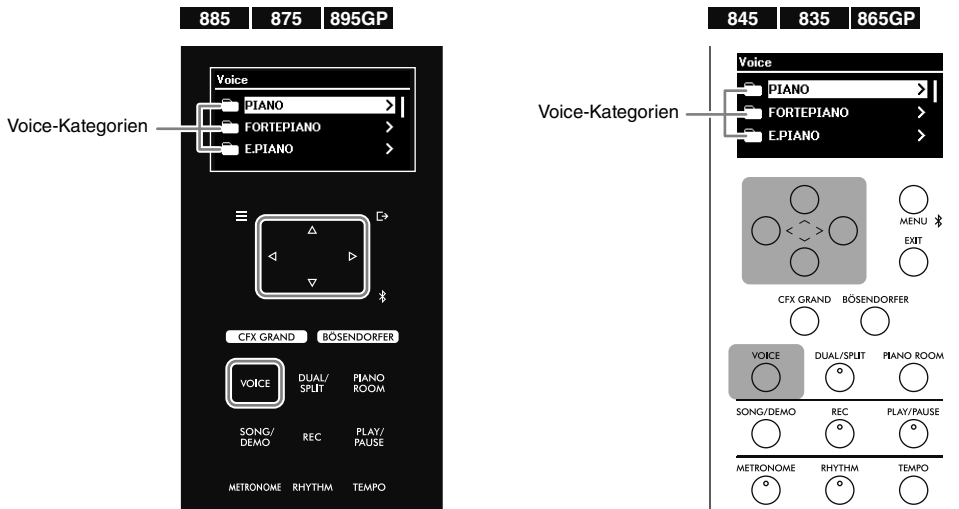 885 875 895GP
Voice
PIANO
FORTEPIANO
E.PIANO
Voice-Kategorien
CFX GRAND BÖSENDORFER
VOICE DUAL/
SPLIT PIANO
ROOM
SONG/
DEMO REC PLAY/
PAUSE
METRONOME RHYTHM TEMPO
845 835 865GP
Voice
PIANO
FORTEPIANO
E.PIANO
Voice-Kategorien
MENU
EXIT
CFX GRAND BÖSENDORFER
VOICE DUAL/SPLIT PIANO ROOM
SONG/DEMO REC PLAY/PAUSE
METRONOME RHYTHM TEMPO